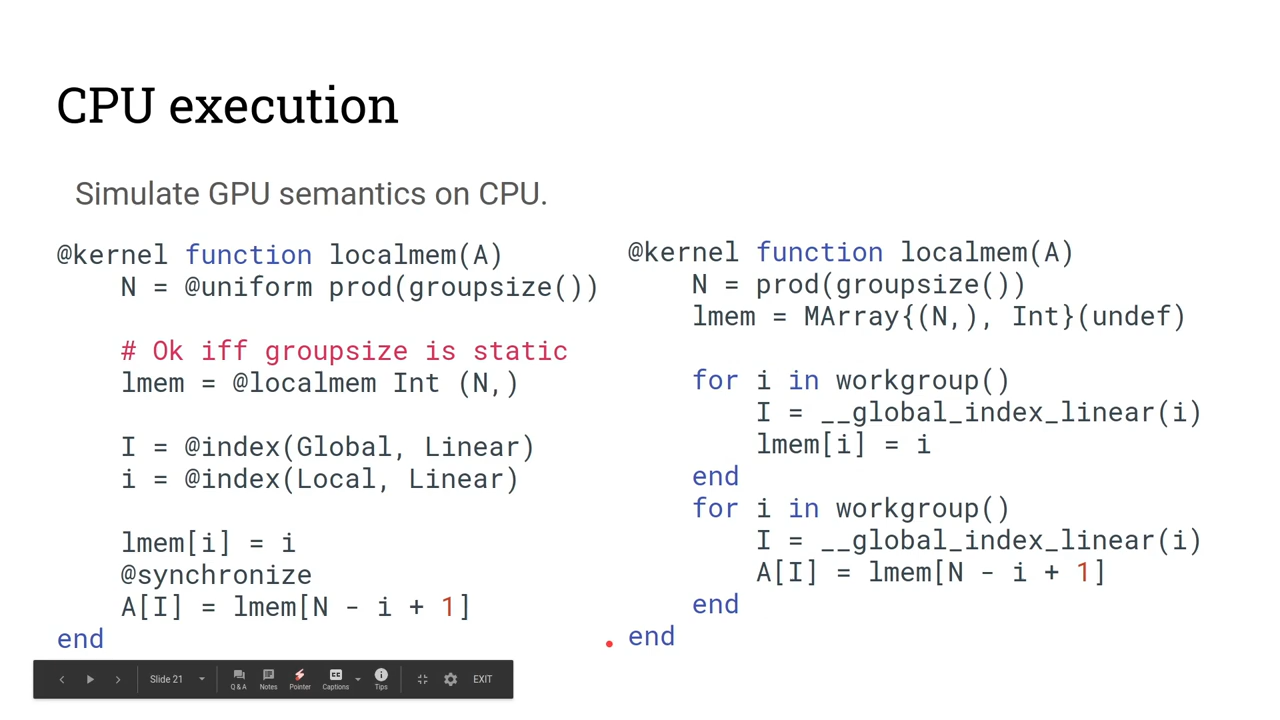 CPU execution
Simulate GPU semantics on CPU.
@kernel function localmem(A)
    N = @uniform prod(groupsize())
    # Ok iff groupsize is static
    lmem = @localmem Int (N,)
    I = @index(Global, Linear)
    i = @index(Local, Linear)
    lmem[i] = i
    @synchronize
    A[I] = lmem[N - i + 1]
end
@kernel function localmem(A)
    N = prod(groupsize())
    lmem = MArray{(N,), Int}(undef)
    for i in workgroup()
        I = __global_index_linear(i)
        lmem[i] = i
    end
    for i in workgroup()
        I = __global_index_linear(i)
        A[I] = lmem[N - i + 1]
    end
end
Slide 21
Q & A
Notes
Pointer
CC
Captions
Tips
EXIT